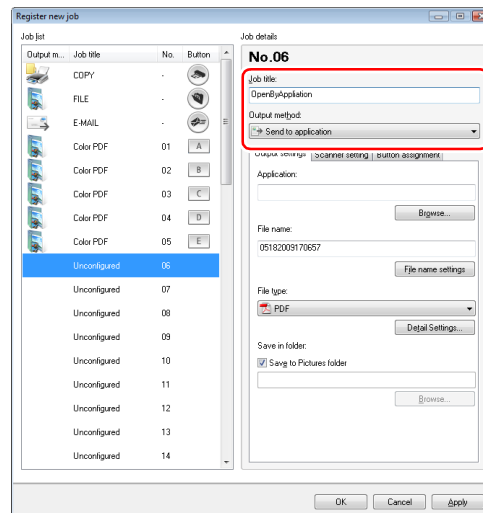 Register new job
Job list
Output m... Job title No. Button
COPY -
FILE -
E-MAIL -
Color PDF 01 A
Color PDF 02 B
Color PDF 03 C
Color PDF 04 D
Color PDF 05 E
Unconfigured 06
Unconfigured 07
Unconfigured 08
Unconfigured 09
Unconfigured 10
Unconfigured 11
Unconfigured 12
Unconfigured 13
Unconfigured 14
Job details
No.06
Job title:
OpenByAppliation
Output method:
Send to application
Output settings Scanner setting Button assignment
Application:
Browse...
File name:
05182009170657
File name settings
File type:
PDF
Detail Settings...
Save in folder:
Save to Pictures folder
Browse...
OK Cancel Apply